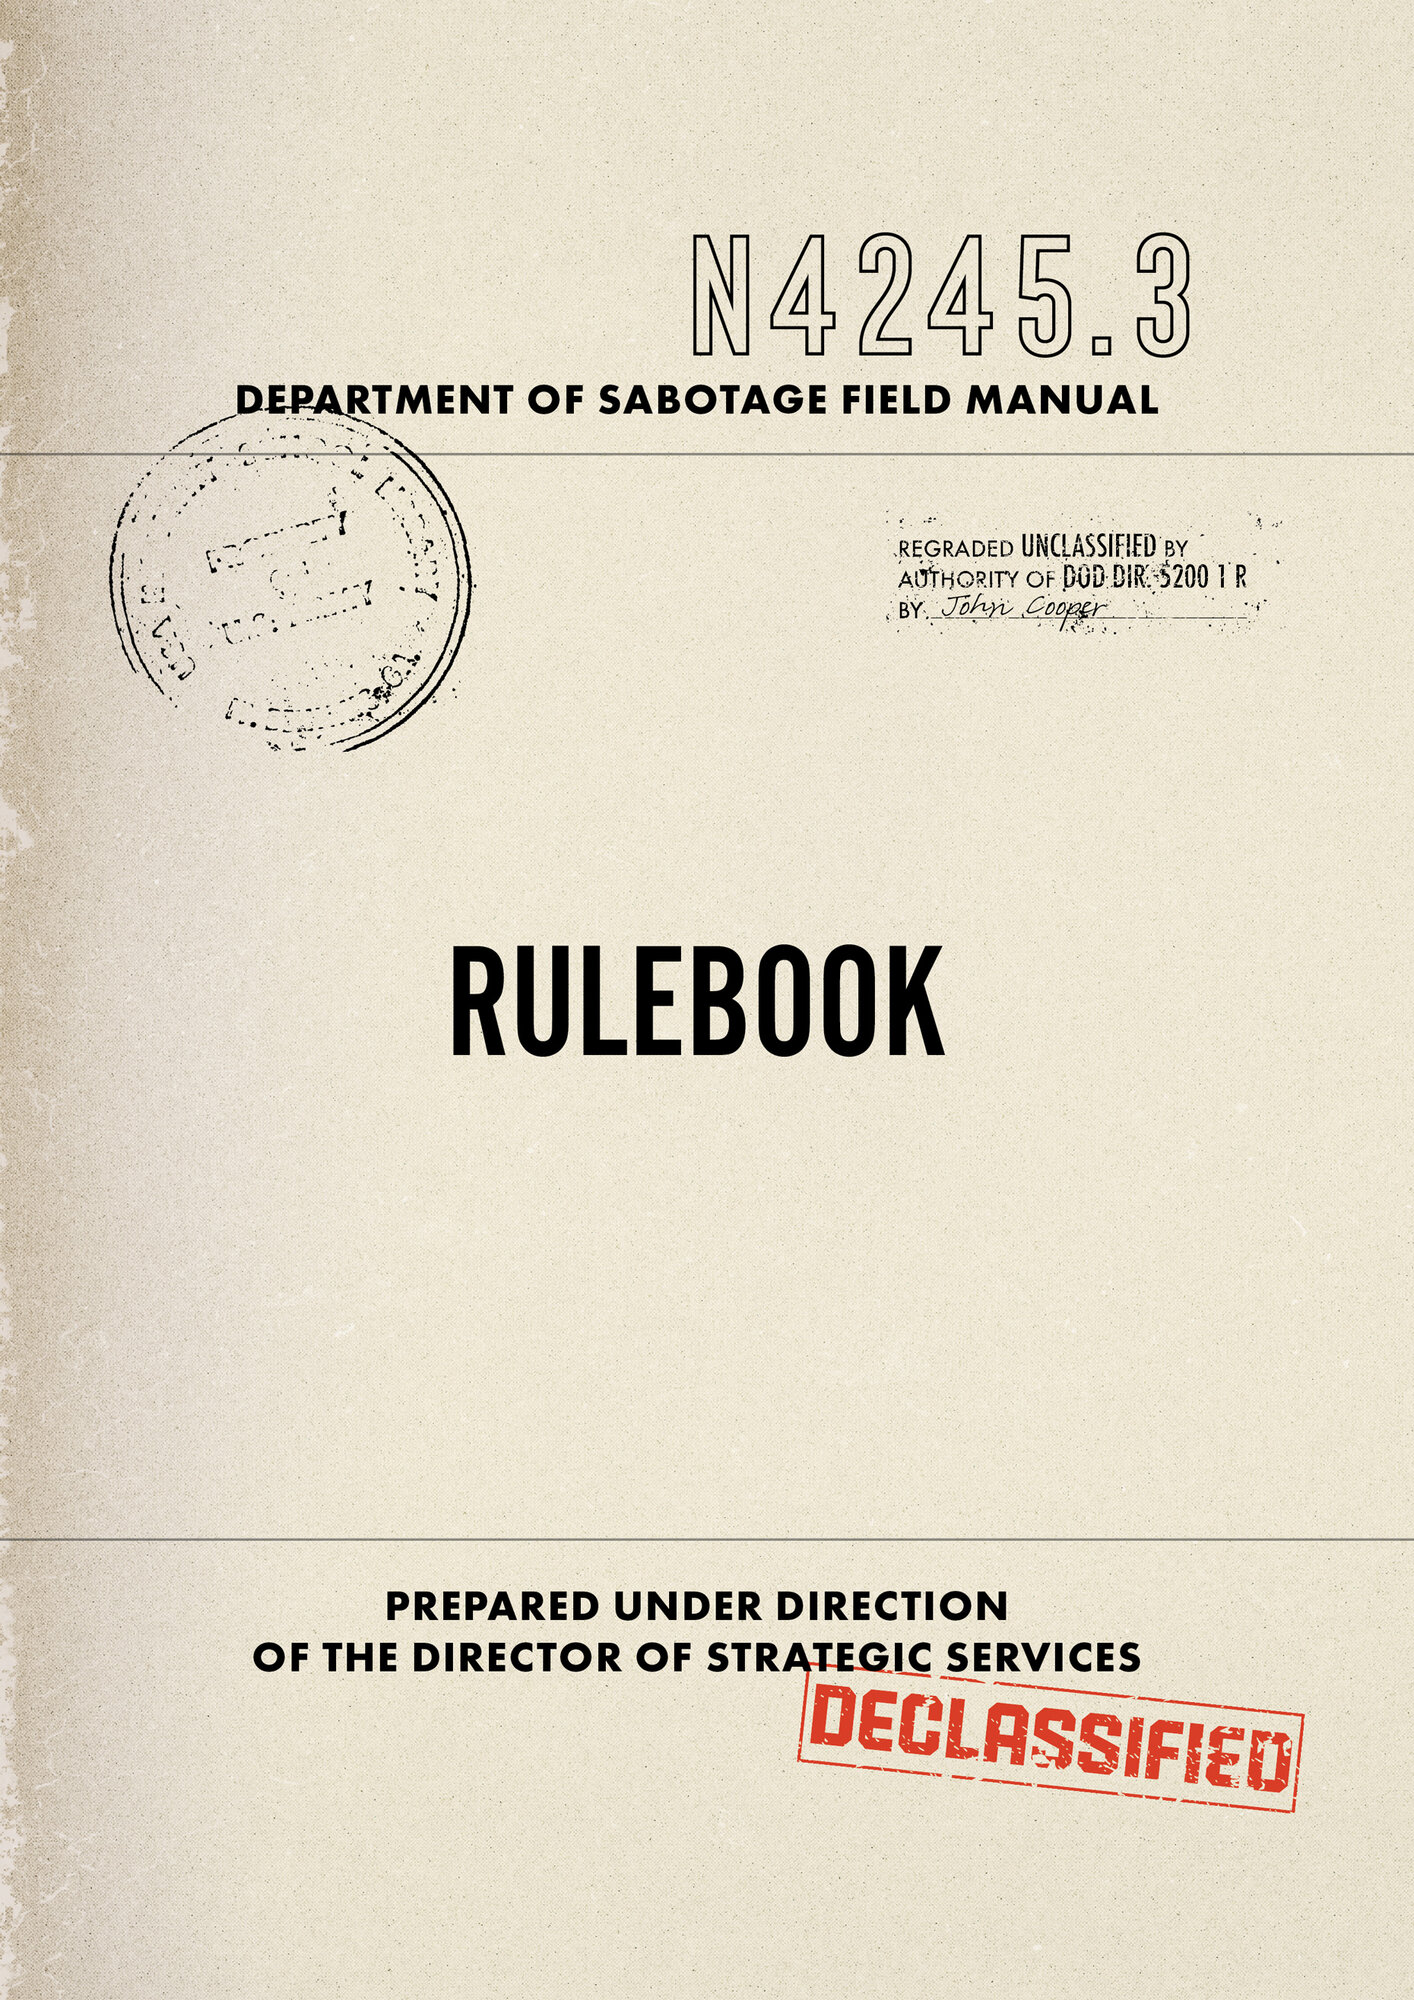 N4245.3
DEPARTMENT OF SABOTAGE FIELD MANUAL
REGRADED UNCLASSIFIED BY
AUTHORITY OF DOD DIR. 5200 1 R
BY John Cooper
RULEBOOK
PREPARED UNDER DIRECTION
OF THE DIRECTOR OF STRATEGIC SERVICES
DECLASSIFIED